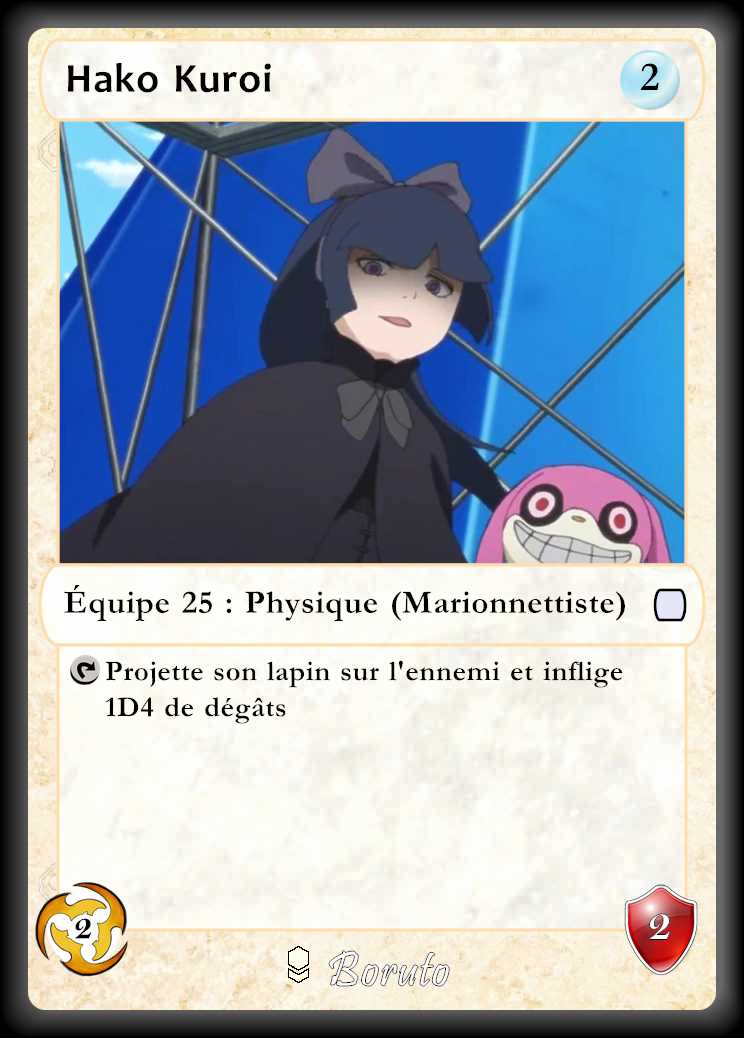 Hako Kuroi
2
Équipe 25 : Physique (Marionnettiste)
Projette son lapin sur l'ennemi et inflige
1D4 de dégâts
2
2
Boruto